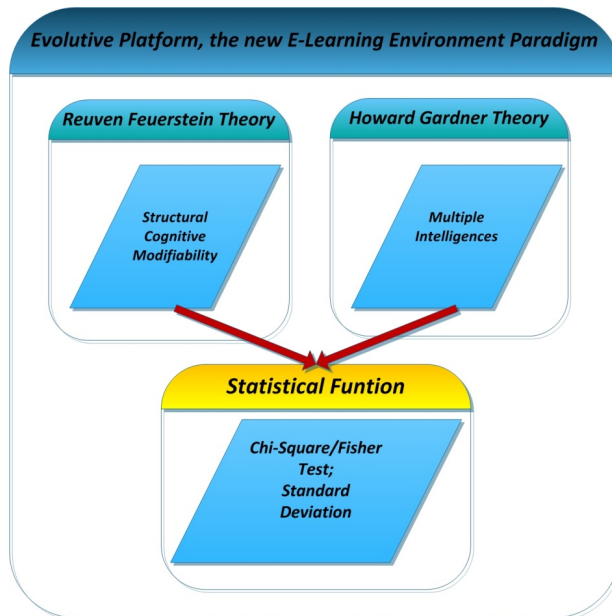 Evolutive Platform, the new E-Learning Environment Paradigm
Reuven Feuerstein Theory
Structural
Cognitive
Modifiability
Howard Gardner Theory
Multiple
Intelligences
Statistical Funtion
Chi-Square/Fisher
Test;
Standard
Deviation